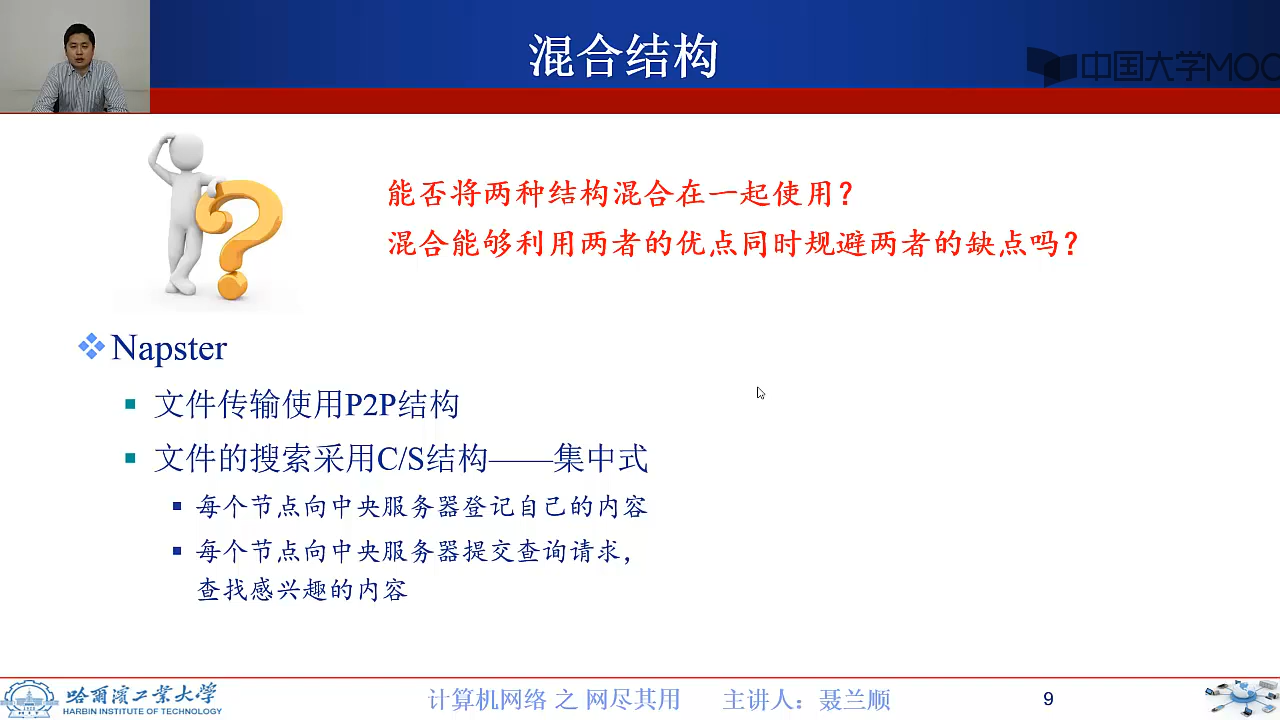 混合结构
中国大学MOO
能否将两种结构混合在一起使用？
混合能够利用两者的优点同时规避两者的缺点吗？
Napster
文件传输使用P2P结构
文件的搜索采用C/S结构——集中式
每个节点向中央服务器登记自己的内容
每个节点向中央服务器提交查询请求，
查找感兴趣的内容
哈尔滨工业大学
HARBIN INSTITUTE OF TECHNOLOGY
计算机网络 之 网尽其用 主讲人：聂兰顺
9